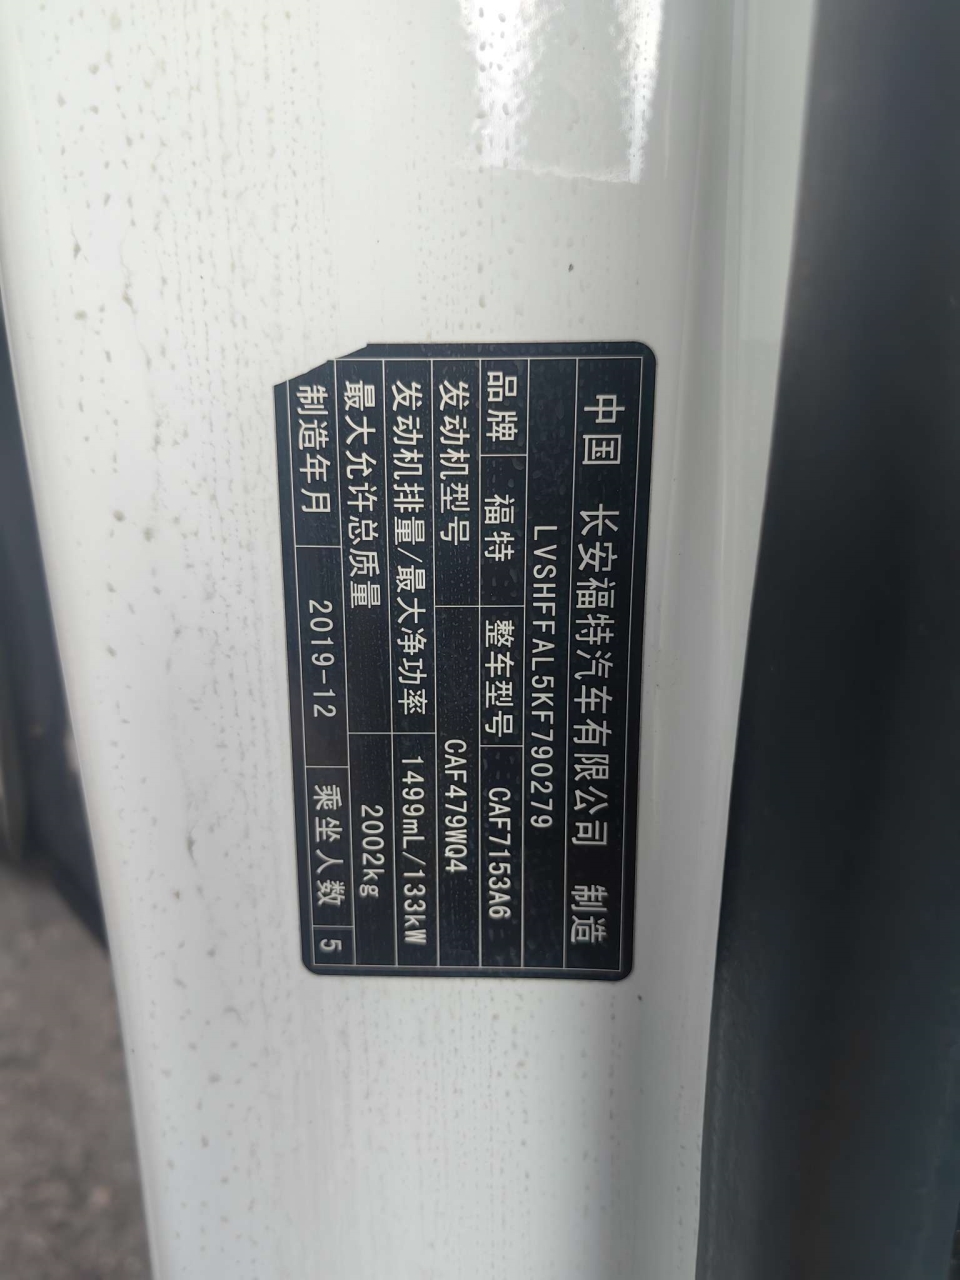 中国 长安福特汽车有限公司 制造
LVSHFFAL5KF790279
品牌 福特 整车型号 CAF7153A6
发动机型号 CAF479WQ4
发动机排量/最大净功率 1499mL/133kW
最大允许总质量 2002kg
制造年月 2019-12 乘坐人数 5